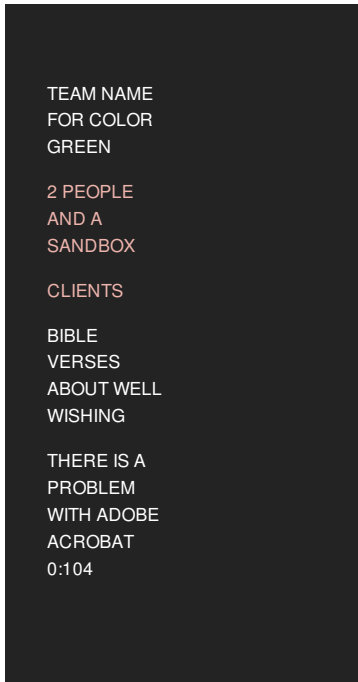 TEAM NAME
FOR COLOR
GREEN
2 PEOPLE
AND A
SANDBOX
CLIENTS
BIBLE
VERSES
ABOUT WELL
WISHING
THERE IS A
PROBLEM
WITH ADOBE
ACROBAT
0:104